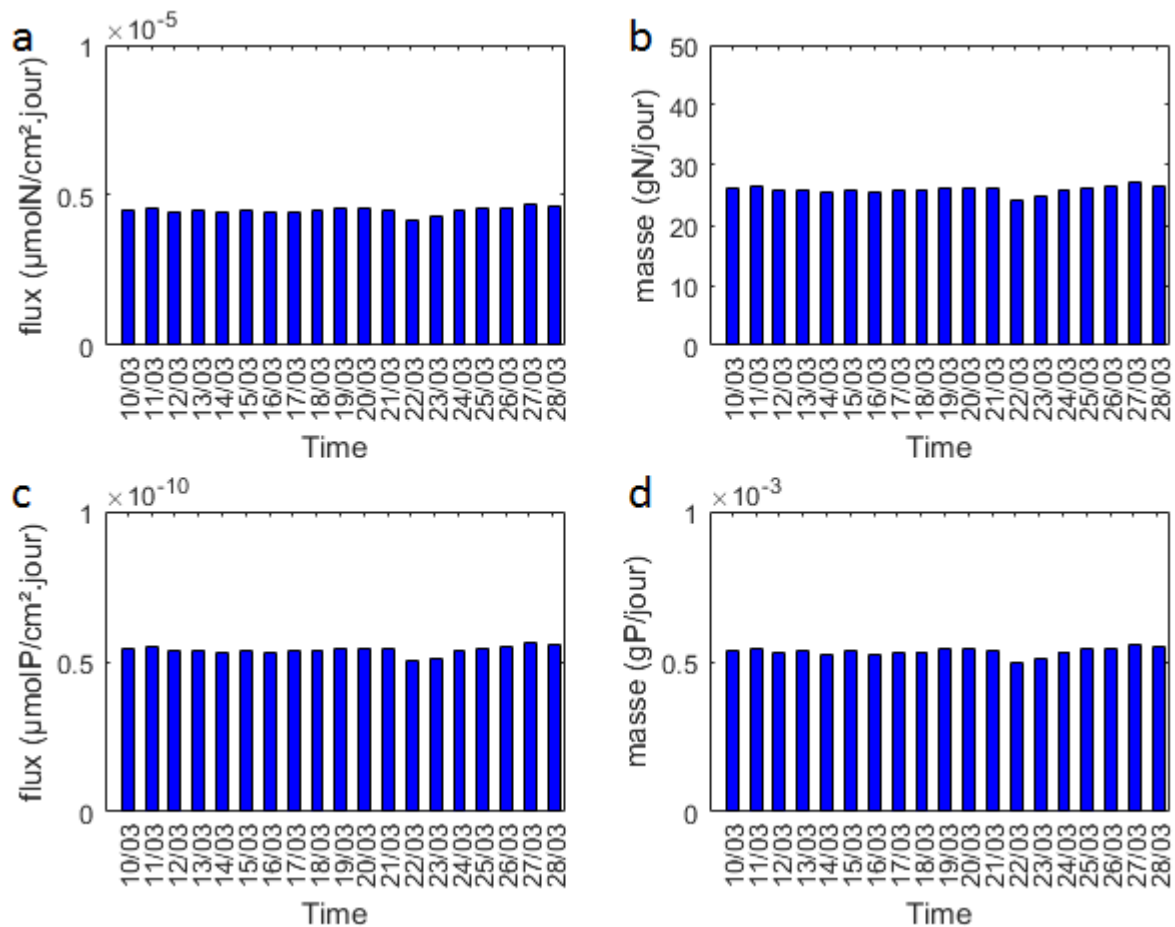 a
×10⁻⁵
flux (µmolN/cm².jour)
1
0.5
0
10/03 11/03 12/03 13/03 14/03 15/03 16/03 17/03 18/03 19/03 20/03 21/03 22/03 23/03 24/03 25/03 26/03 27/03 28/03
Time
b
masse (gN/jour)
50
40
30
20
10
0
10/03 11/03 12/03 13/03 14/03 15/03 16/03 17/03 18/03 19/03 20/03 21/03 22/03 23/03 24/03 25/03 26/03 27/03 28/03
Time
c
×10⁻¹⁰
flux (µmolP/cm².jour)
1
0.5
0
10/03 11/03 12/03 13/03 14/03 15/03 16/03 17/03 18/03 19/03 20/03 21/03 22/03 23/03 24/03 25/03 26/03 27/03 28/03
Time
d
×10⁻³
masse (gP/jour)
1
0.5
0
10/03 11/03 12/03 13/03 14/03 15/03 16/03 17/03 18/03 19/03 20/03 21/03 22/03 23/03 24/03 25/03 26/03 27/03 28/03
Time